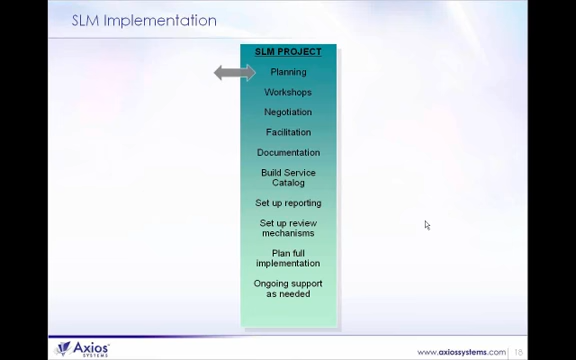 SLM Implementation
SLM PROJECT
Planning
Workshops
Negotiation
Facilitation
Documentation
Build Service
Catalog
Set up reporting
Set up review
mechanisms
Plan full
implementation
Ongoing support
as needed
Axios
SYSTEMS
www.axiossystems.com
16